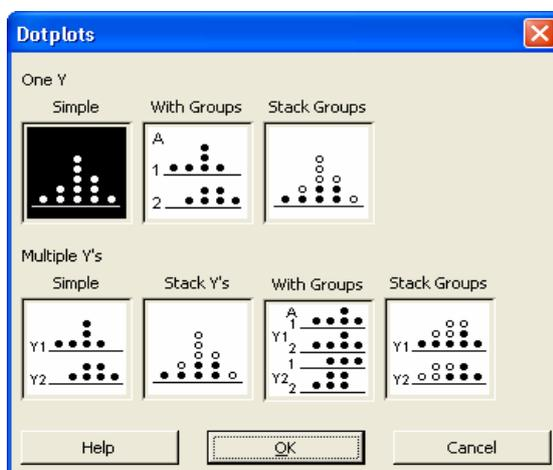 Dotplots
One Y
Simple
With Groups
Stack Groups
A
1
2
Multiple Y's
Simple
Stack Y's
With Groups
Stack Groups
Y1
Y2
A
1
Y1
2
1
Y2
2
Y1
Y2
Help
OK
Cancel